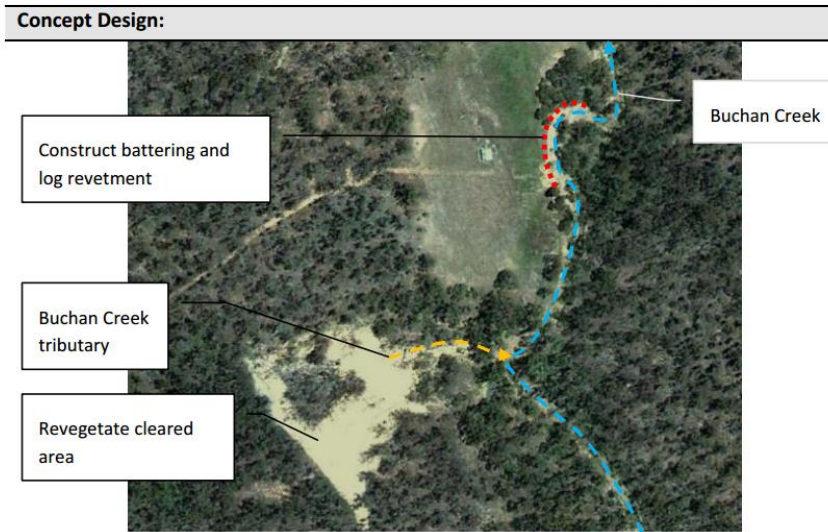 Concept Design:
Buchan Creek
Construct battering and
log revetment
Buchan Creek
tributary
Revegetate cleared
area